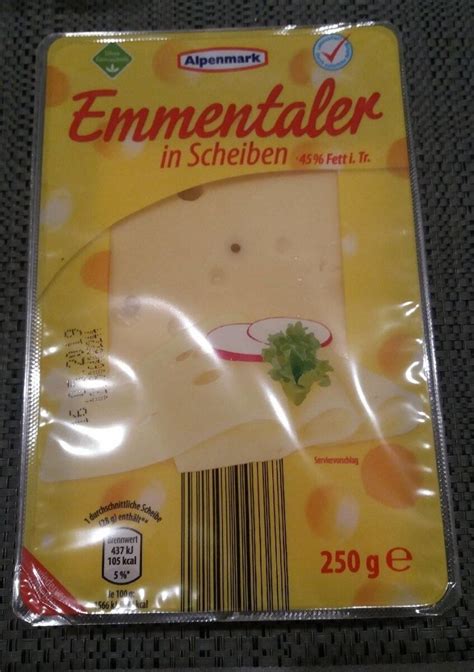 Alpenmark
Emmentaler
in Scheiben
45% Fett i. Tr.
Serviervorschlag
1 durchschnittliche Scheibe
(28 g) enthält**
Brennwert
437 kJ
105 kcal
5%*
Je 100 g:
kcal
250 g e